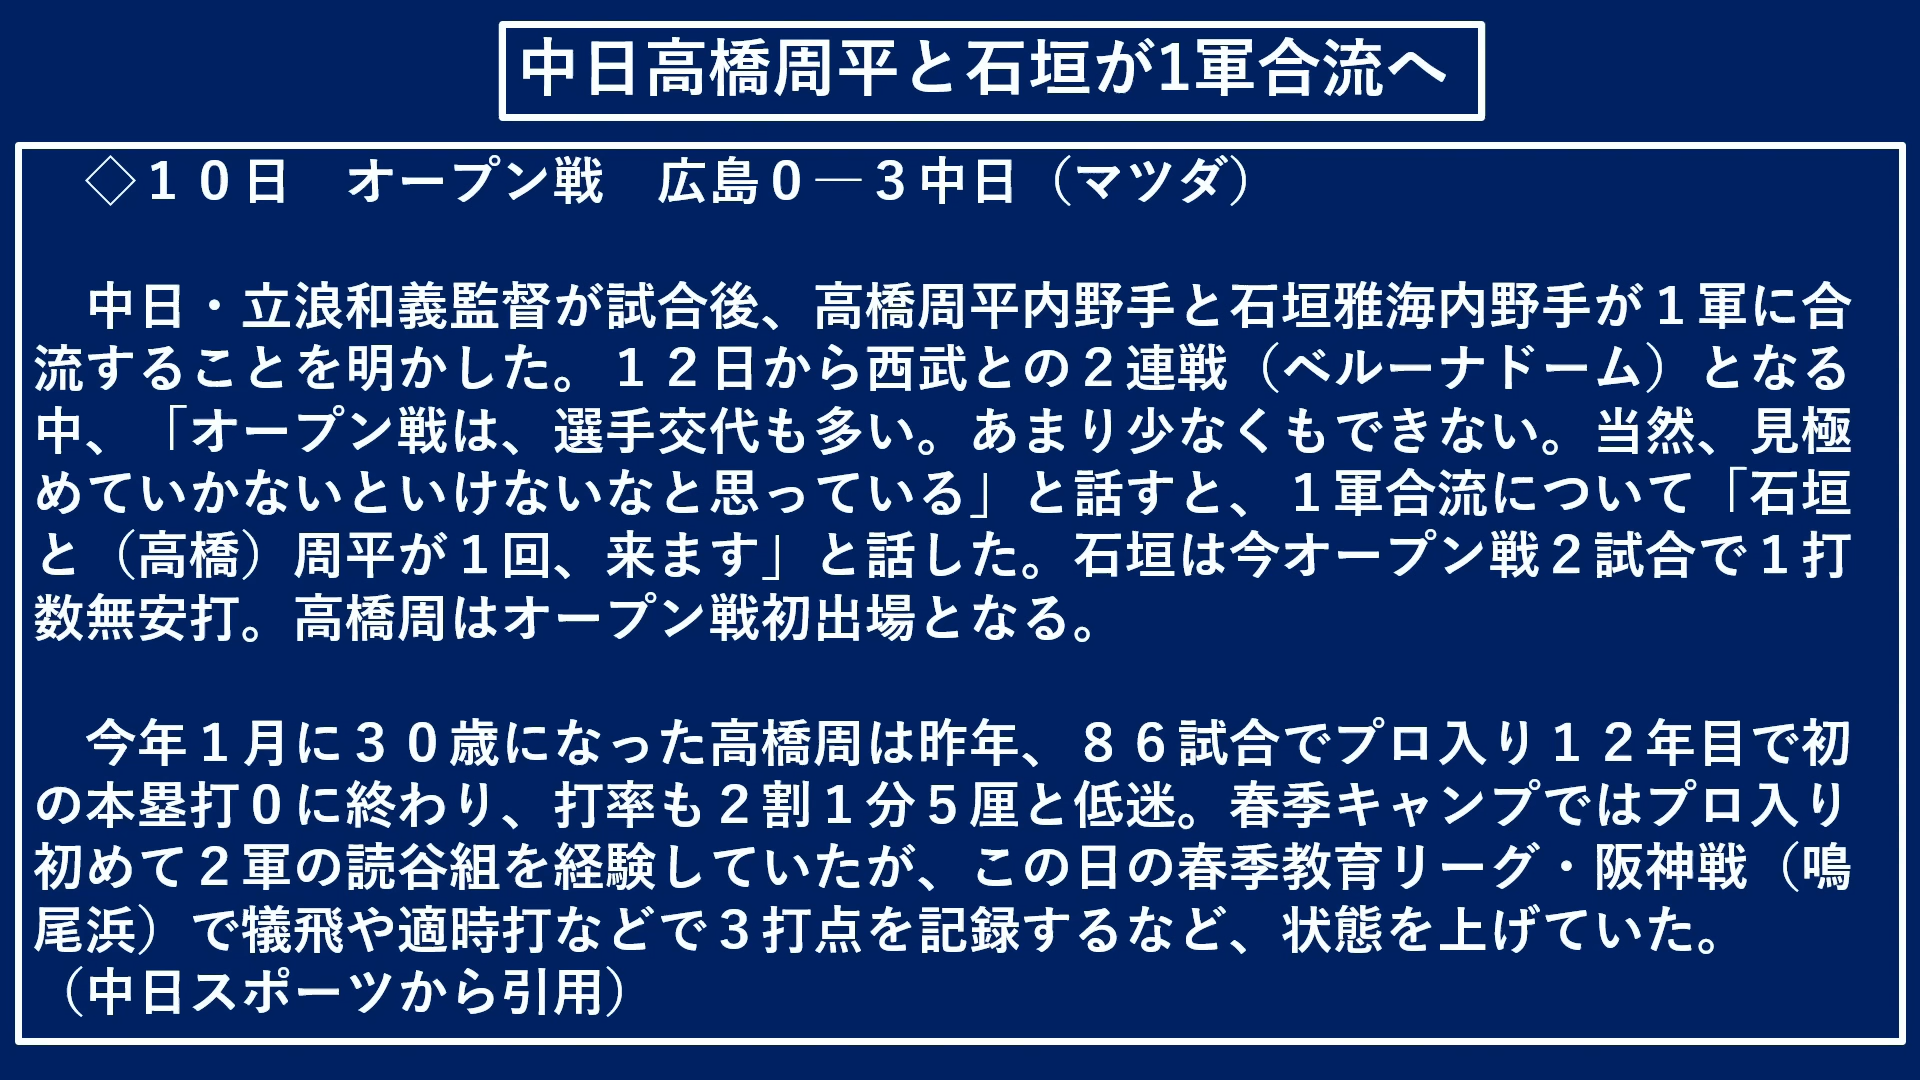 中日高橋周平と石垣が1軍合流へ
◇１０日　オープン戦　広島０―３中日（マツダ）
中日・立浪和義監督が試合後、高橋周平内野手と石垣雅海内野手が１軍に合
流することを明かした。１２日から西武との２連戦（ベルーナドーム）となる
中、「オープン戦は、選手交代も多い。あまり少なくもできない。当然、見極
めていかないといけないなと思っている」と話すと、１軍合流について「石垣
と（高橋）周平が１回、来ます」と話した。石垣は今オープン戦２試合で１打
数無安打。高橋周はオープン戦初出場となる。
今年１月に３０歳になった高橋周は昨年、８６試合でプロ入り１２年目で初
の本塁打０に終わり、打率も２割１分５厘と低迷。春季キャンプではプロ入り
初めて２軍の読谷組を経験していたが、この日の春季教育リーグ・阪神戦（鳴
尾浜）で犠飛や適時打などで３打点を記録するなど、状態を上げていた。
（中日スポーツから引用）